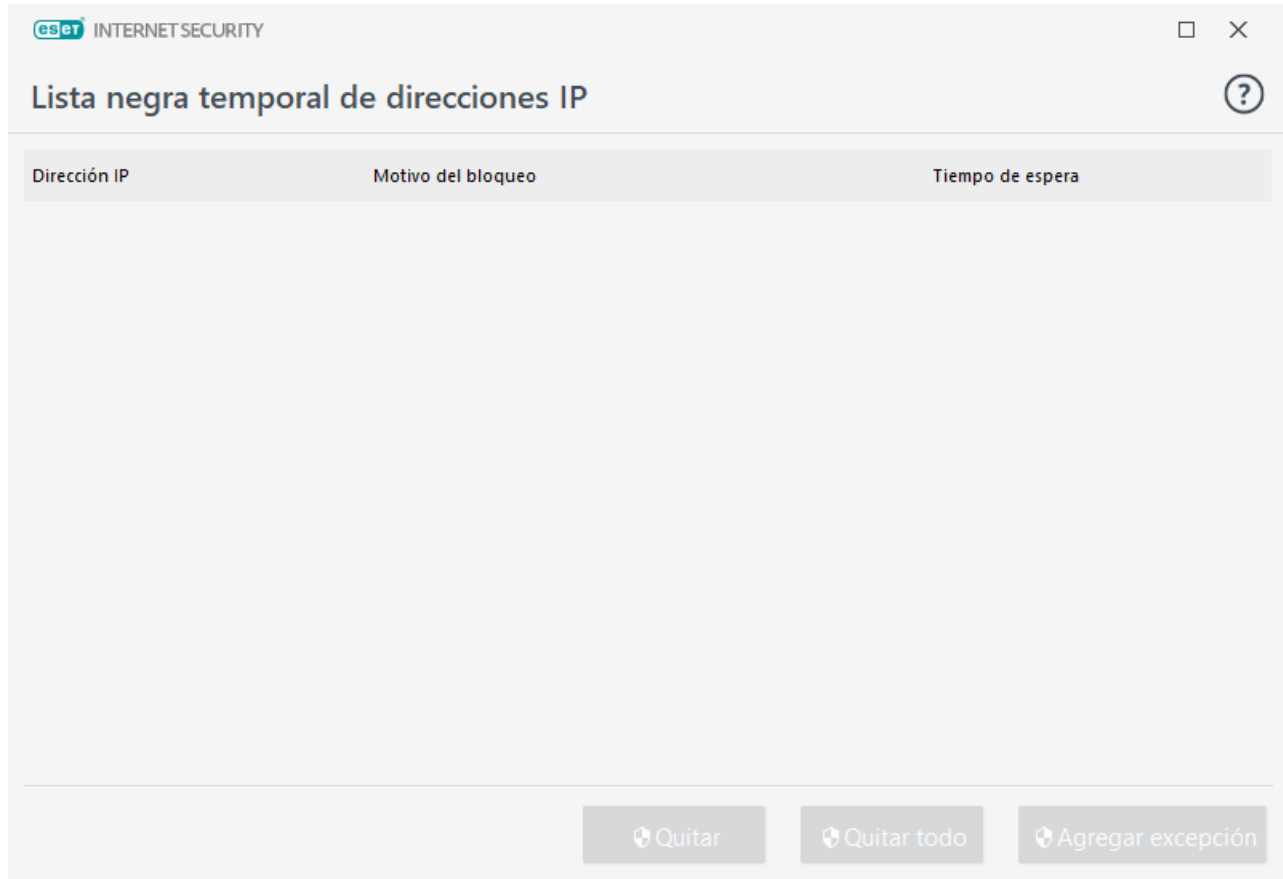 eset INTERNET SECURITY
Lista negra temporal de direcciones IP
?
Dirección IP Motivo del bloqueo Tiempo de espera
Quitar Quitar todo Agregar excepción